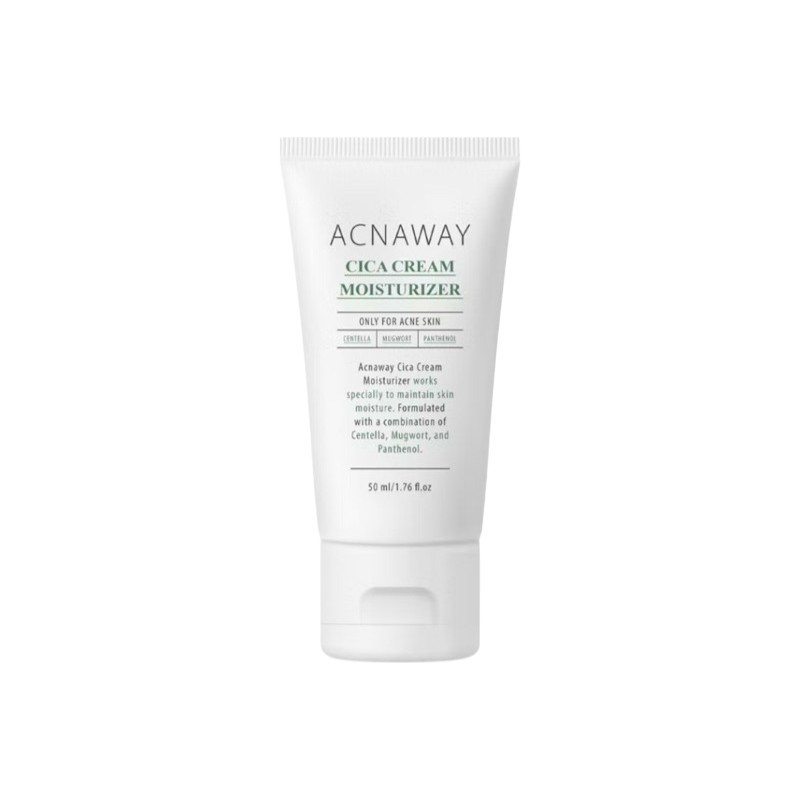 ACNAWAY
CICA CREAM
MOISTURIZER
ONLY FOR ACNE SKIN
CENTELLA MUGWORT PANTHENOL
Acnaway Cica Cream
Moisturizer works
specially to maintain skin
moisture. Formulated
with a combination of
Centella, Mugwort, and
Panthenol.
50 ml/1.76 fl.oz